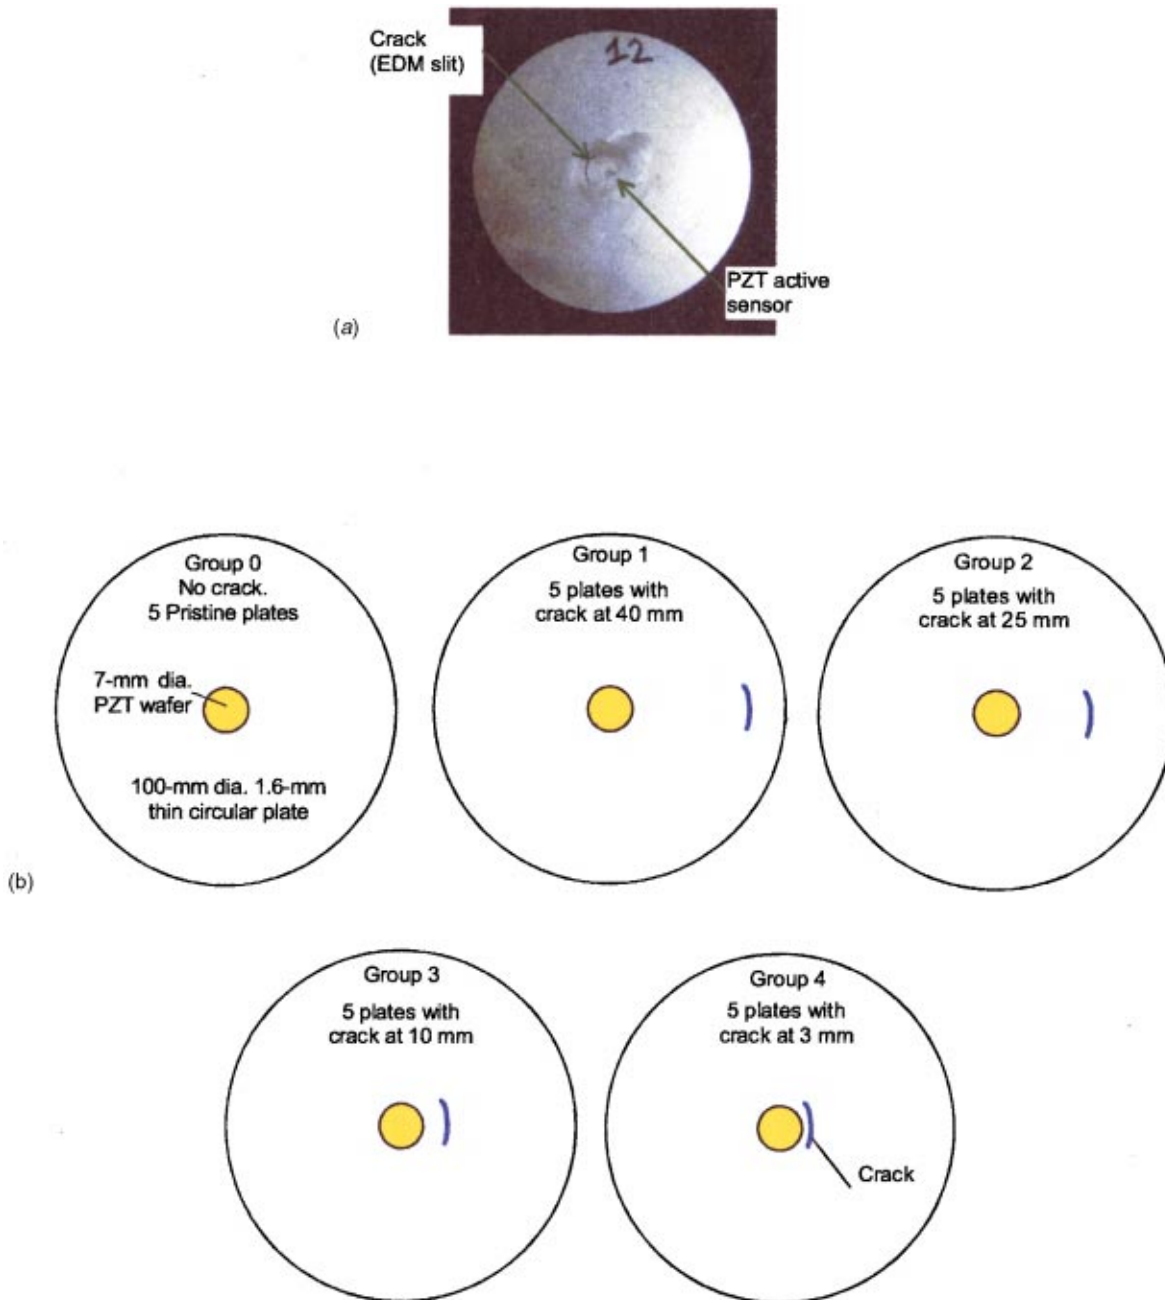 Crack
(EDM slit)
12
PZT active
sensor
(a)
Group 0
No crack.
5 Pristine plates
7-mm dia.
PZT wafer
100-mm dia. 1.6-mm
thin circular plate
Group 1
5 plates with
crack at 40 mm
Group 2
5 plates with
crack at 25 mm
(b)
Group 3
5 plates with
crack at 10 mm
Group 4
5 plates with
crack at 3 mm
Crack